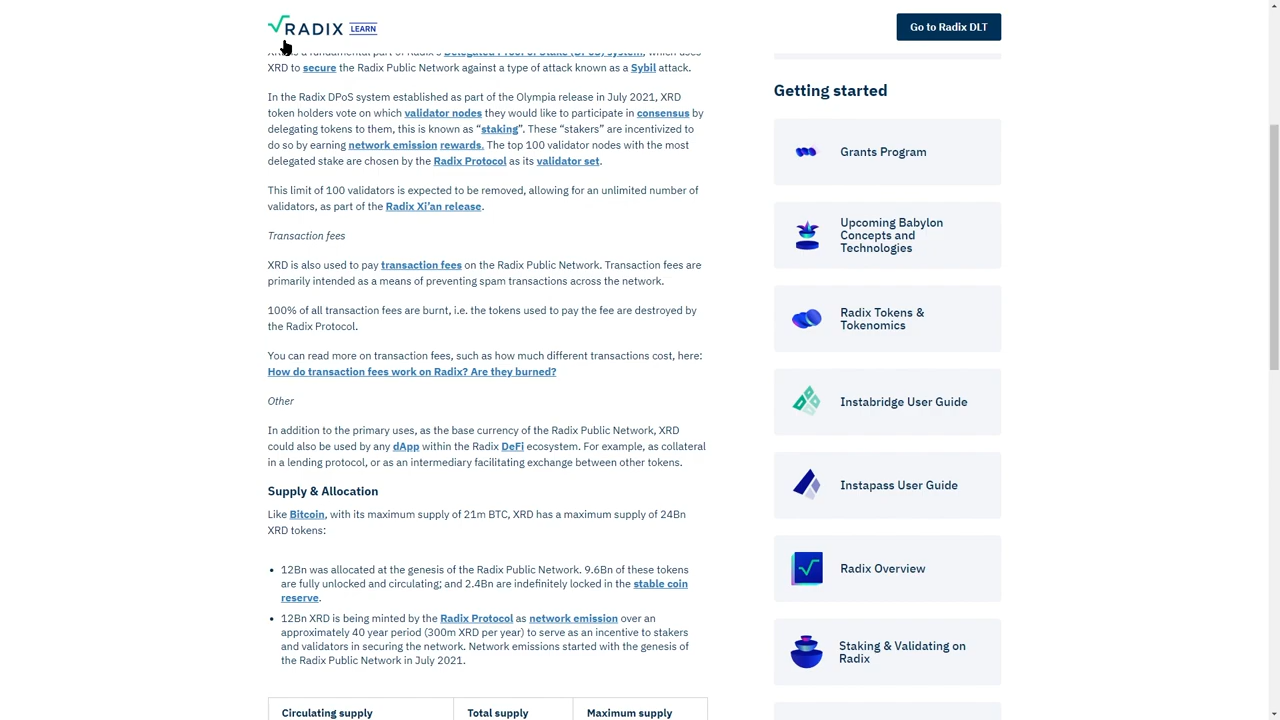 RADIX LEARN
Go to Radix DLT
is a fundamental part of Radix's Delegated Proof of Stake (DPoS) system, which uses
XRD to secure the Radix Public Network against a type of attack known as a Sybil attack.
In the Radix DPoS system established as part of the Olympia release in July 2021, XRD
token holders vote on which validator nodes they would like to participate in consensus by
delegating tokens to them, this is known as “staking”. These “stakers” are incentivized to
do so by earning network emission rewards. The top 100 validator nodes with the most
delegated stake are chosen by the Radix Protocol as its validator set.
This limit of 100 validators is expected to be removed, allowing for an unlimited number of
validators, as part of the Radix Xi’an release.
Transaction fees
XRD is also used to pay transaction fees on the Radix Public Network. Transaction fees are
primarily intended as a means of preventing spam transactions across the network.
100% of all transaction fees are burnt, i.e. the tokens used to pay the fee are destroyed by
the Radix Protocol.
You can read more on transaction fees, such as how much different transactions cost, here:
How do transaction fees work on Radix? Are they burned?
Other
In addition to the primary uses, as the base currency of the Radix Public Network, XRD
could also be used by any dApp within the Radix DeFi ecosystem. For example, as collateral
in a lending protocol, or as an intermediary facilitating exchange between other tokens.
Supply & Allocation
Like Bitcoin, with its maximum supply of 21m BTC, XRD has a maximum supply of 24Bn
XRD tokens:
• 12Bn was allocated at the genesis of the Radix Public Network. 9.6Bn of these tokens
are fully unlocked and circulating; and 2.4Bn are indefinitely locked in the stable coin
reserve.
• 12Bn XRD is being minted by the Radix Protocol as network emission over an
approximately 40 year period (300m XRD per year) to serve as an incentive to stakers
and validators in securing the network. Network emissions started with the genesis of
the Radix Public Network in July 2021.
Circulating supply
Total supply
Maximum supply
Getting started
Grants Program
Upcoming Babylon
Concepts and
Technologies
Radix Tokens &
Tokenomics
Instabridge User Guide
Instapass User Guide
Radix Overview
Staking & Validating on
Radix